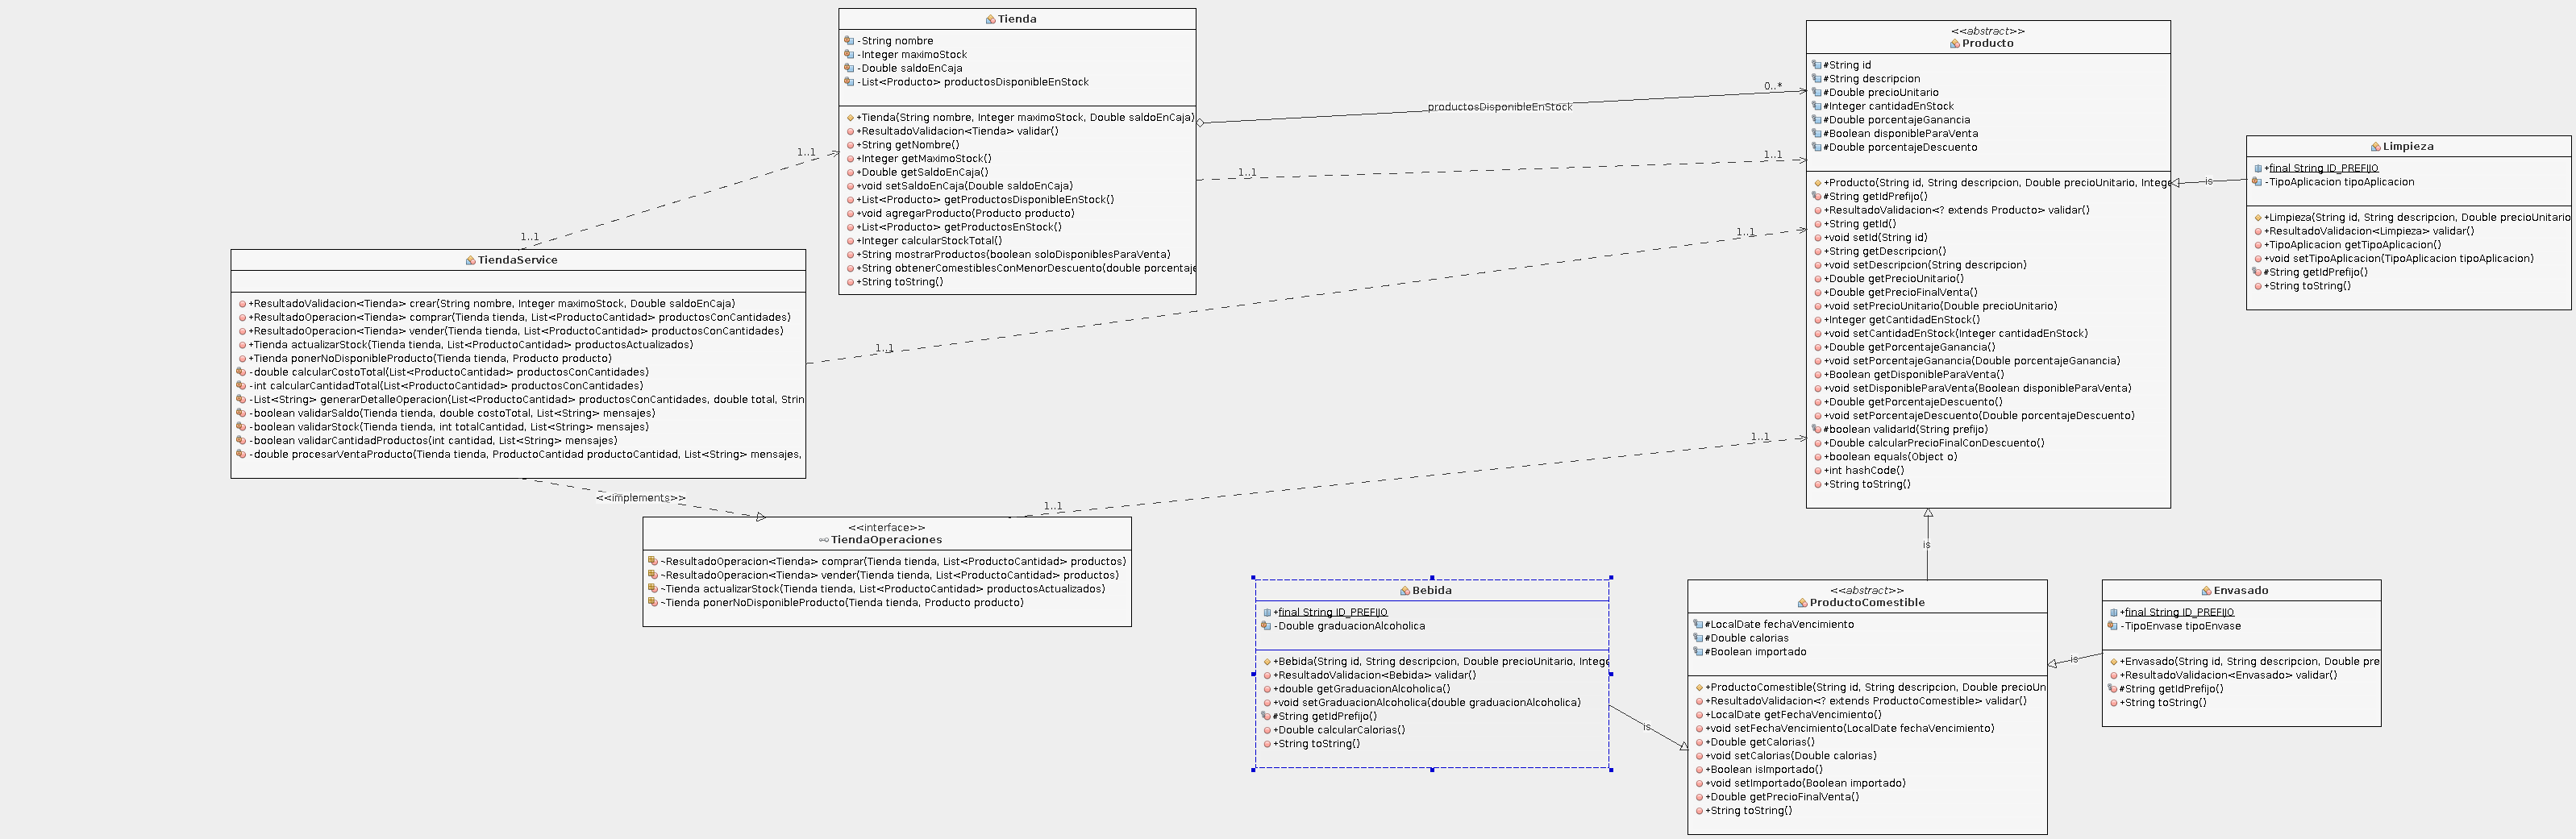 Tienda
-String nombre
-Integer maximoStock
-Double saldoEnCaja
-List<Producto> productosDisponibleEnStock
+Tienda(String nombre, Integer maximoStock, Double saldoEnCaja)
+ResultadoValidacion<Tienda> validar()
+String getNombre()
+Integer getMaximoStock()
+Double getSaldoEnCaja()
+void setSaldoEnCaja(Double saldoEnCaja)
+List<Producto> getProductosDisponibleEnStock()
+void agregarProducto(Producto producto)
+List<Producto> getProductosEnStock()
+Integer calcularStockTotal()
+String mostrarProductos(boolean soloDisponiblesParaVenta)
+String obtenerComestiblesConMenorDescuento(double porcentaje
+String toString()
productosDisponibleEnStock
0..*
1..1
1..1
1..1
1..1
1..1
1..1
1..1
1..1
<<abstract>>
Producto
#String id
#String descripcion
#Double precioUnitario
#Integer cantidadEnStock
#Double porcentajeGanancia
#Boolean disponibleParaVenta
#Double porcentajeDescuento
+Producto(String id, String descripcion, Double precioUnitario, Intege
#String getIdPrefijo()
+ResultadoValidacion<? extends Producto> validar()
+String getId()
+void setId(String id)
+String getDescripcion()
+void setDescripcion(String descripcion)
+Double getPrecioUnitario()
+Double getPrecioFinalVenta()
+void setPrecioUnitario(Double precioUnitario)
+Integer getCantidadEnStock()
+void setCantidadEnStock(Integer cantidadEnStock)
+Double getPorcentajeGanancia()
+void setPorcentajeGanancia(Double porcentajeGanancia)
+Boolean getDisponibleParaVenta()
+void setDisponibleParaVenta(Boolean disponibleParaVenta)
+Double getPorcentajeDescuento()
+void setPorcentajeDescuento(Double porcentajeDescuento)
#boolean validarId(String prefijo)
+Double calcularPrecioFinalConDescuento()
+boolean equals(Object o)
+int hashCode()
+String toString()
is
Limpieza
+final String ID_PREFIJO
-TipoAplicacion tipoAplicacion
+Limpieza(String id, String descripcion, Double precioUnitario
+ResultadoValidacion<Limpieza> validar()
+TipoAplicacion getTipoAplicacion()
+void setTipoAplicacion(TipoAplicacion tipoAplicacion)
#String getIdPrefijo()
+String toString()
TiendaService
+ResultadoValidacion<Tienda> crear(String nombre, Integer maximoStock, Double saldoEnCaja)
+ResultadoOperacion<Tienda> comprar(Tienda tienda, List<ProductoCantidad> productosConCantidades)
+ResultadoOperacion<Tienda> vender(Tienda tienda, List<ProductoCantidad> productosConCantidades)
+Tienda actualizarStock(Tienda tienda, List<ProductoCantidad> productosActualizados)
+Tienda ponerNoDisponibleProducto(Tienda tienda, Producto producto)
-double calcularCostoTotal(List<ProductoCantidad> productosConCantidades)
-int calcularCantidadTotal(List<ProductoCantidad> productosConCantidades)
-List<String> generarDetalleOperacion(List<ProductoCantidad> productosConCantidades, double total, Strin
-boolean validarSaldo(Tienda tienda, double costoTotal, List<String> mensajes)
-boolean validarStock(Tienda tienda, int totalCantidad, List<String> mensajes)
-boolean validarCantidadProductos(int cantidad, List<String> mensajes)
-double procesarVentaProducto(Tienda tienda, ProductoCantidad productoCantidad, List<String> mensajes,
<<implements>>
<<interface>>
TiendaOperaciones
~ResultadoOperacion<Tienda> comprar(Tienda tienda, List<ProductoCantidad> productos)
~ResultadoOperacion<Tienda> vender(Tienda tienda, List<ProductoCantidad> productos)
~Tienda actualizarStock(Tienda tienda, List<ProductoCantidad> productosActualizados)
~Tienda ponerNoDisponibleProducto(Tienda tienda, Producto producto)
Bebida
+final String ID_PREFIJO
-Double graduacionAlcoholica
+Bebida(String id, String descripcion, Double precioUnitario, Intege
+ResultadoValidacion<Bebida> validar()
+double getGraduacionAlcoholica()
+void setGraduacionAlcoholica(double graduacionAlcoholica)
#String getIdPrefijo()
+Double calcularCalorias()
+String toString()
is
is
<<abstract>>
ProductoComestible
#LocalDate fechaVencimiento
#Double calorias
#Boolean importado
+ProductoComestible(String id, String descripcion, Double precioUn
+ResultadoValidacion<? extends ProductoComestible> validar()
+LocalDate getFechaVencimiento()
+void setFechaVencimiento(LocalDate fechaVencimiento)
+Double getCalorias()
+void setCalorias(Double calorias)
+Boolean isImportado()
+void setImportado(Boolean importado)
+Double getPrecioFinalVenta()
+String toString()
is
Envasado
+final String ID_PREFIJO
-TipoEnvase tipoEnvase
+Envasado(String id, String descripcion, Double pre
+ResultadoValidacion<Envasado> validar()
#String getIdPrefijo()
+String toString()